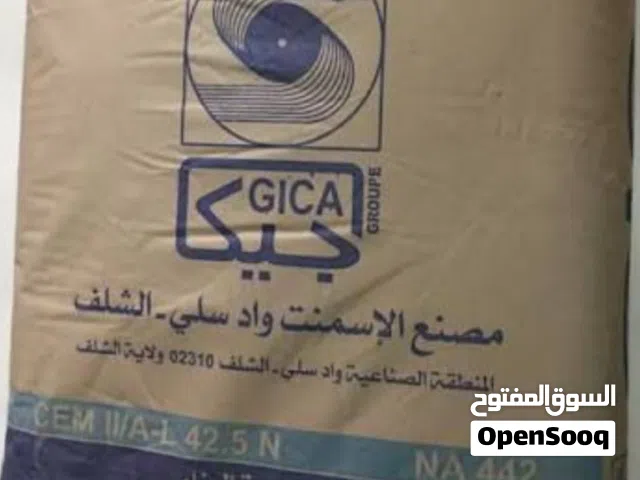 GICA
GROUPE
جيكا
مصنع الإسمنت واد سلي - الشلف
المنطقة الصناعية واد سلي - الشلف 02310 ولاية الشلف
CEM II/A-L 42.5 N
NA 442
السوق المفتوح
OpenSooq